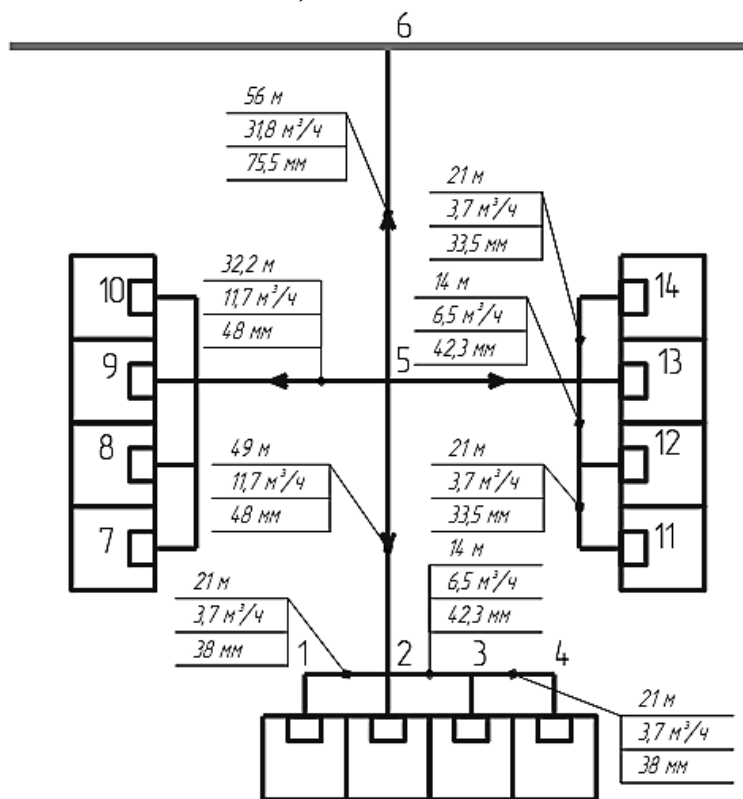 6
56 м
31,8 м³/ч
75,5 мм
21 м
3,7 м³/ч
33,5 мм
10
32,2 м
11,7 м³/ч
48 мм
14 м
6,5 м³/ч
42,3 мм
14
9
5
13
8
49 м
11,7 м³/ч
48 мм
21 м
3,7 м³/ч
33,5 мм
12
7
14 м
6,5 м³/ч
42,3 мм
11
21 м
3,7 м³/ч
38 мм
1
2
3
4
21 м
3,7 м³/ч
38 мм